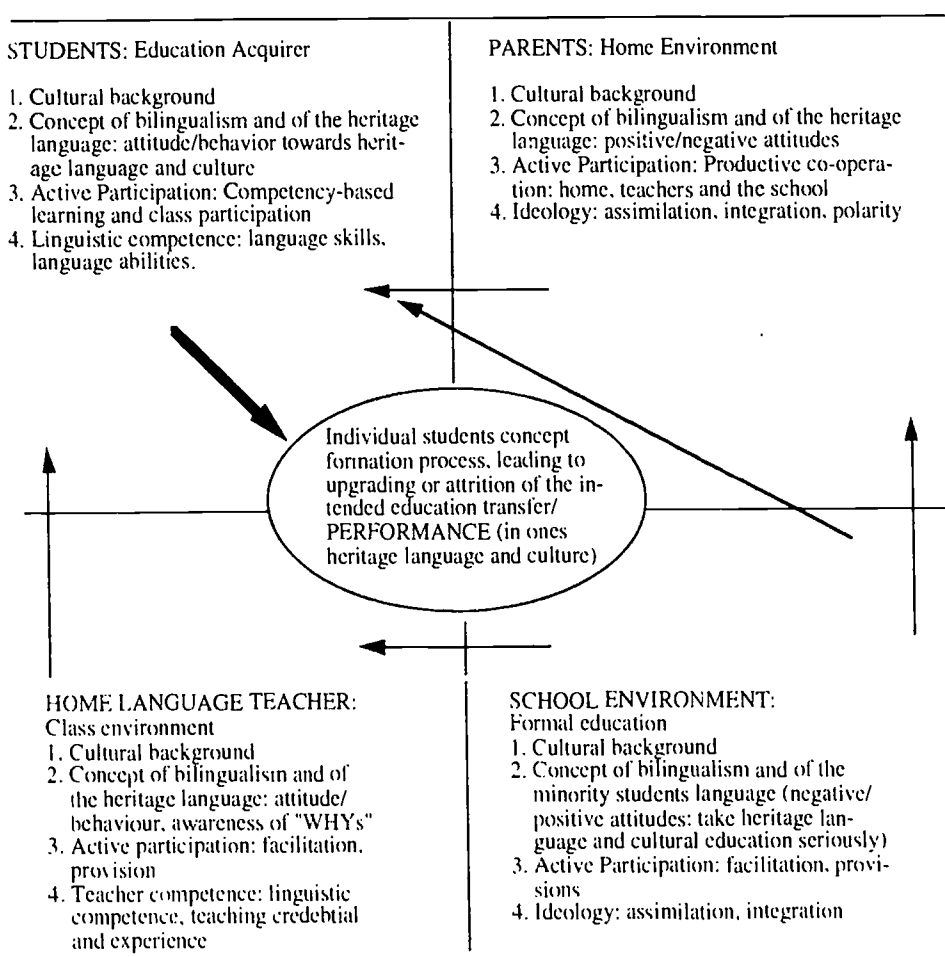 STUDENTS: Education Acquirer
1. Cultural background
2. Concept of bilingualism and of the heritage
language: attitude/behavior towards herit-
age language and culture
3. Active Participation: Competency-based
learning and class participation
4. Linguistic competence: language skills,
language abilities.
PARENTS: Home Environment
1. Cultural background
2. Concept of bilingualism and of the heritage
language: positive/negative attitudes
3. Active Participation: Productive co-opera-
tion: home, teachers and the school
4. Ideology: assimilation, integration, polarity
Individual students concept
formation process, leading to
upgrading or attrition of the in-
tended education transfer/
PERFORMANCE (in ones
heritage language and culture)
HOME LANGUAGE TEACHER:
Class environment
1. Cultural background
2. Concept of bilingualism and of
the heritage language: attitude/
behaviour, awareness of "WHYs"
3. Active participation: facilitation,
provision
4. Teacher competence: linguistic
competence, teaching credebtial
and experience
SCHOOL ENVIRONMENT:
Formal education
1. Cultural background
2. Concept of bilingualism and of the
minority students language (negative/
positive attitudes: take heritage lan-
guage and cultural education seriously)
3. Active Participation: facilitation, provi-
sions
4. Ideology: assimilation, integration